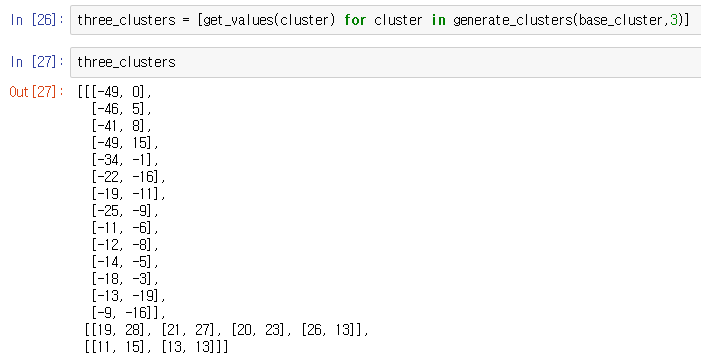 In [26]: three_clusters = [get_values(cluster) for cluster in generate_clusters(base_cluster,3)]
In [27]: three_clusters
Out[27]: [[[-49, 0],
[-46, 5],
[-41, 8],
[-49, 15],
[-34, -1],
[-22, -16],
[-19, -11],
[-25, -9],
[-11, -6],
[-12, -8],
[-14, -5],
[-18, -3],
[-13, -19],
[-9, -16]],
[[19, 28], [21, 27], [20, 23], [26, 13]],
[[11, 15], [13, 13]]]